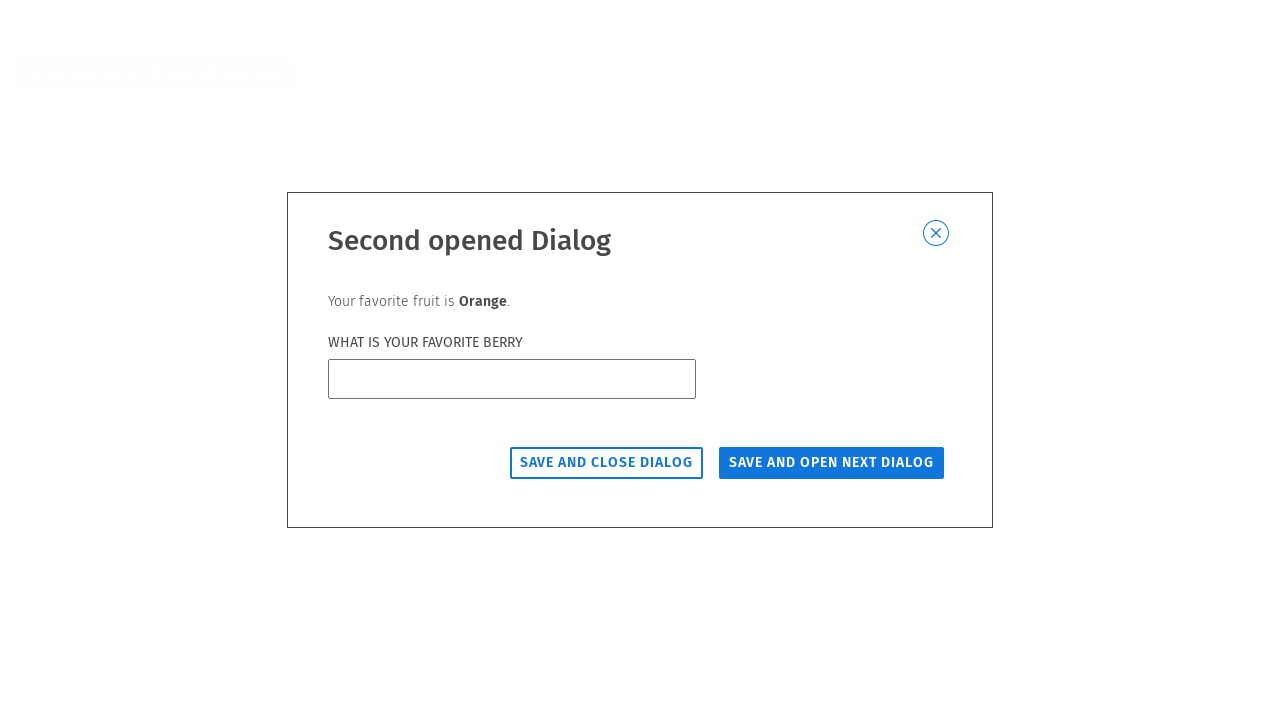 Second opened Dialog
Your favorite fruit is Orange.
WHAT IS YOUR FAVORITE BERRY
SAVE AND CLOSE DIALOG SAVE AND OPEN NEXT DIALOG